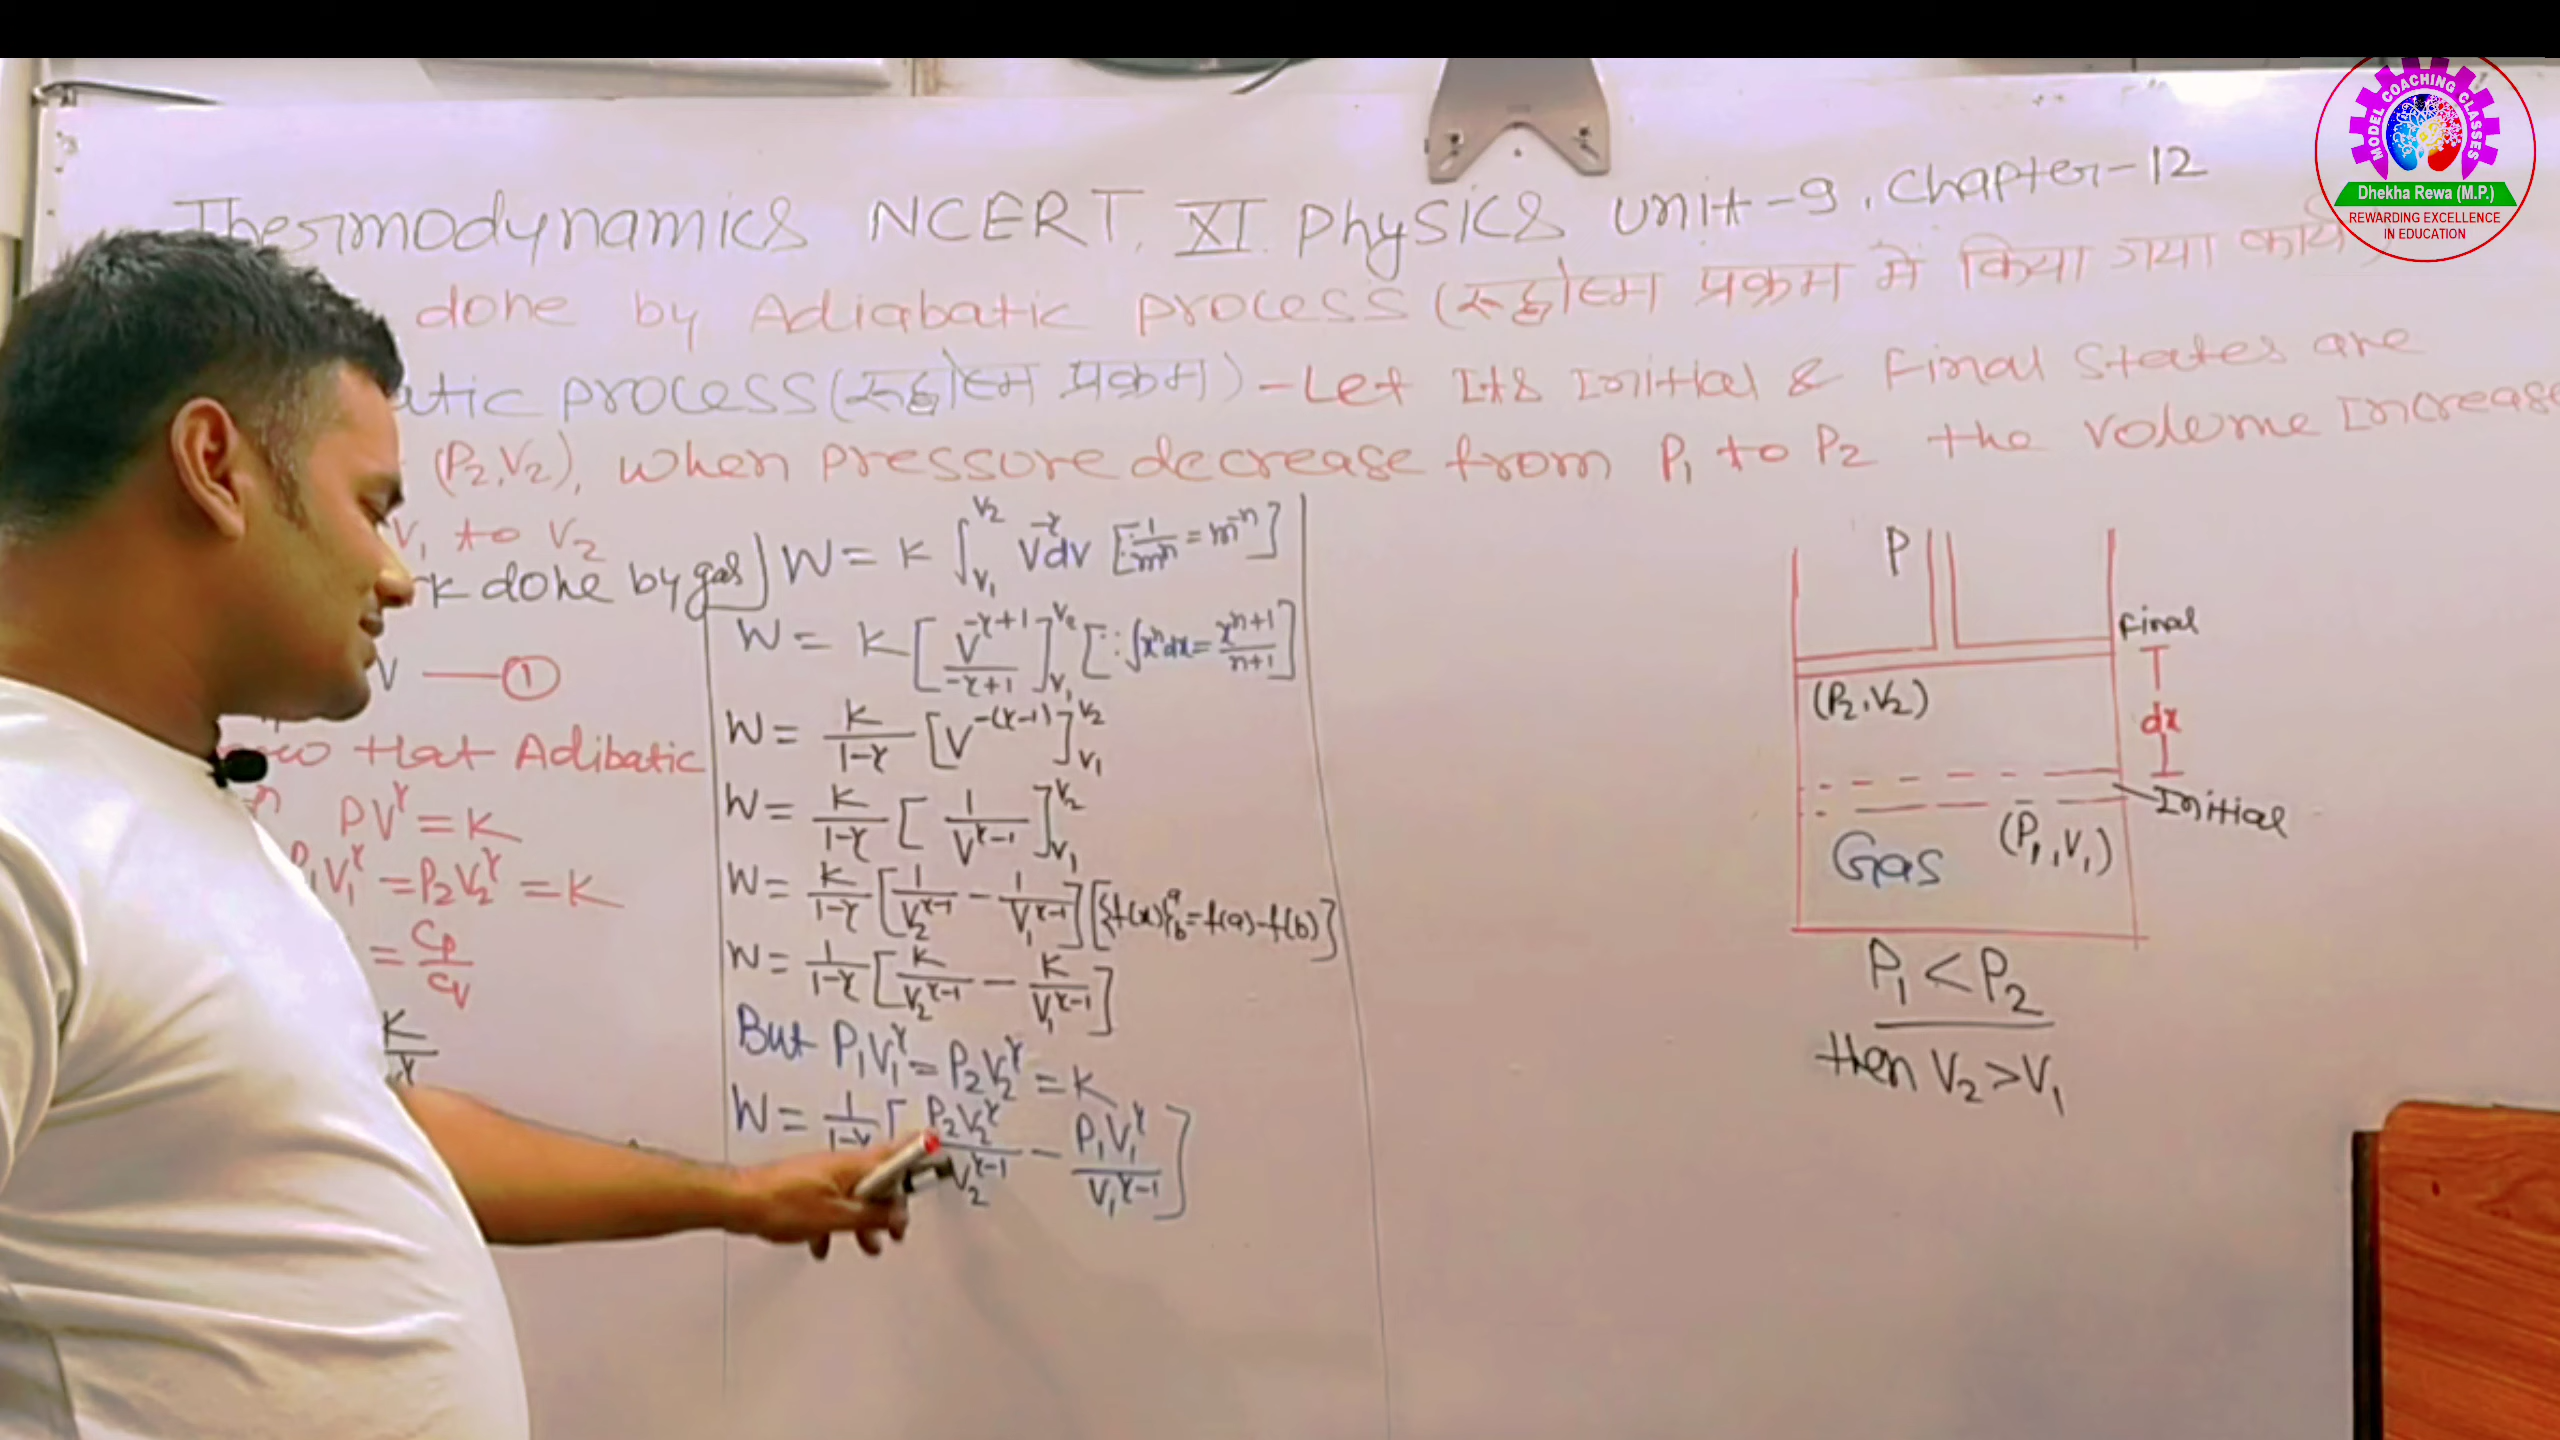 Thermodynamics NCERT, XI Physics Unit-9, Chapter-12
done by Adiabatic process (रुद्धोष्म प्रक्रम में किया गया कार्य)
atic process (रुद्धोष्म प्रक्रम) - Let Its Initial & Final States are
(P₂,V₂), when pressure decrease from P₁ to P₂ the volume Increase
V₁ to V₂
k done by gas
V —— ①
that Adibatic
PV^γ = K
P₁V₁^γ = P₂V₂^γ = K
= Cp/Cv
K/γ
W = K ∫_{V₁}^{V₂} V^{-γ} dv [∵ 1/m^n = m^{-n}]
W = K [V^{-γ+1}/(-γ+1)]_{V₁}^{V₂} [∵ ∫x^n dx = x^{n+1}/(n+1)]
W = K/(1-γ) [V^{-(γ-1)}]_{V₁}^{V₂}
W = K/(1-γ) [1/V^{γ-1}]_{V₁}^{V₂}
W = K/(1-γ) [1/V₂^{γ-1} - 1/V₁^{γ-1}] [{f(x)}_b^a = f(a)-f(b)]
W = 1/(1-γ) [K/V₂^{γ-1} - K/V₁^{γ-1}]
But P₁V₁^γ = P₂V₂^γ = K
W = 1/(1-γ) [P₂V₂^γ/V₂^{γ-1} - P₁V₁^γ/V₁^{γ-1}]
P
Final
(P₂,V₂)
dx
Initial
(P₁,V₁)
Gas
P₁ < P₂
then V₂ > V₁
MODEL COACHING CLASSES
Dhekha Rewa (M.P.)
REWARDING EXCELLENCE
IN EDUCATION